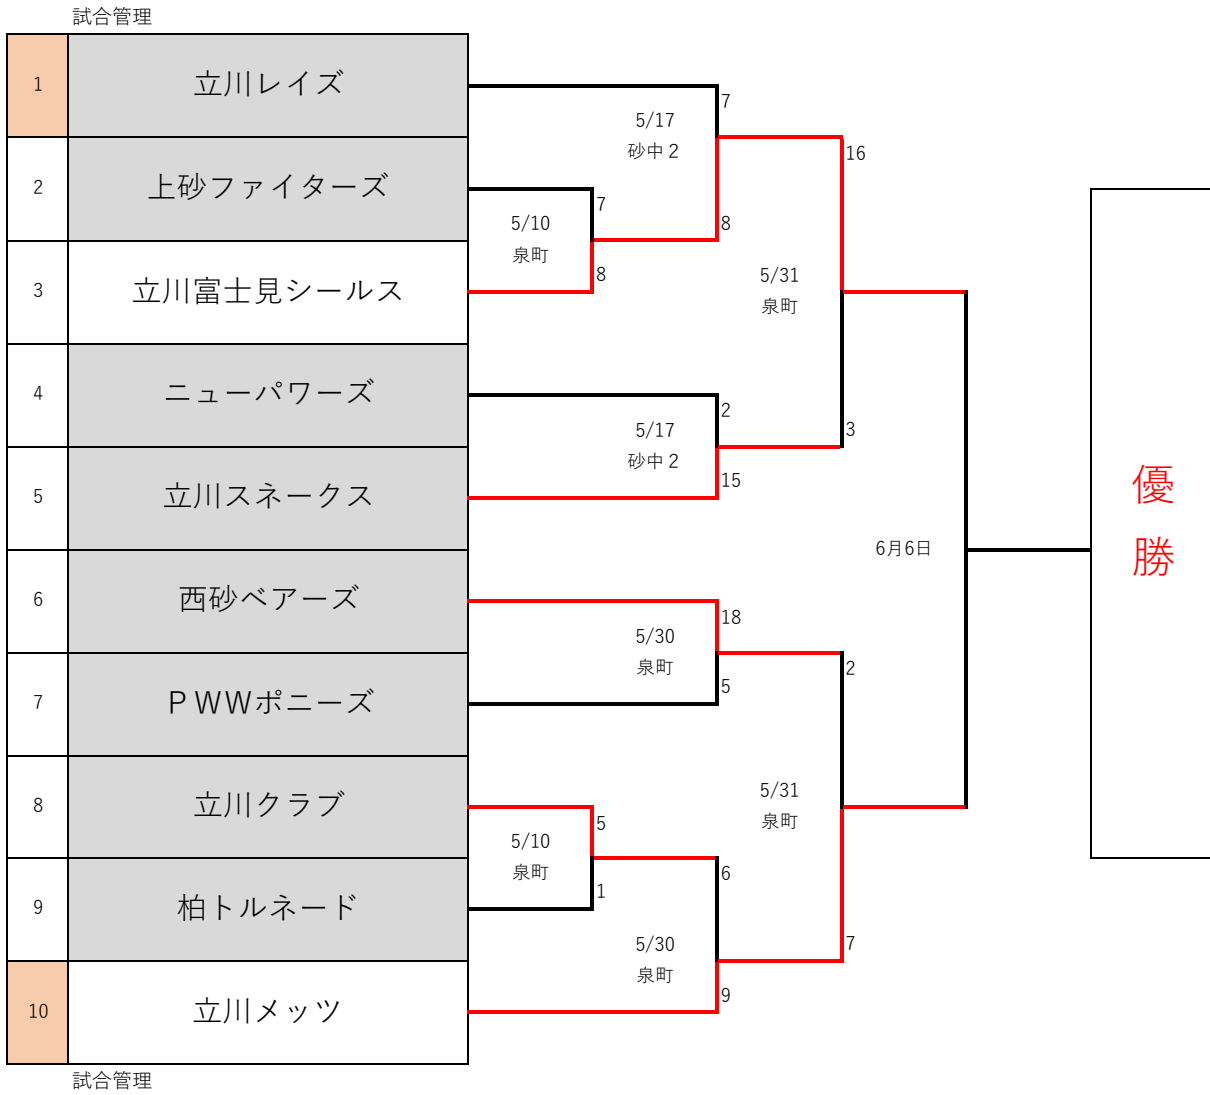 試合管理
1 立川レイズ
2 上砂ファイターズ
3 立川富士見シールス
4 ニューパワーズ
5 立川スネークス
6 西砂ベアーズ
7 ＰＷＷポニーズ
8 立川クラブ
9 柏トルネード
10 立川メッツ
試合管理
5/10
泉町
7
8
5/10
泉町
5
1
5/17
砂中２
7
8
5/17
砂中２
2
15
5/30
泉町
18
5
5/30
泉町
6
9
5/31
泉町
16
3
5/31
泉町
2
7
6月6日
優
勝